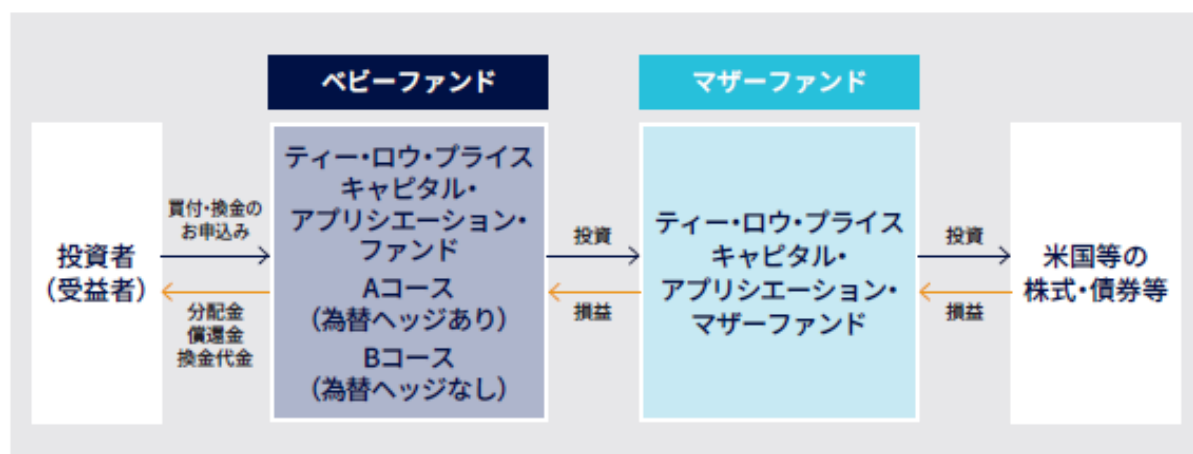 ベビーファンド
マザーファンド
投資者
（受益者）
買付・換金の
お申込み
分配金
償還金
換金代金
ティー・ロウ・プライス
キャピタル・
アプリシエーション・
ファンド
Aコース
（為替ヘッジあり）
Bコース
（為替ヘッジなし）
投資
損益
ティー・ロウ・プライス
キャピタル・
アプリシエーション・
マザーファンド
投資
損益
米国等の
株式・債券等